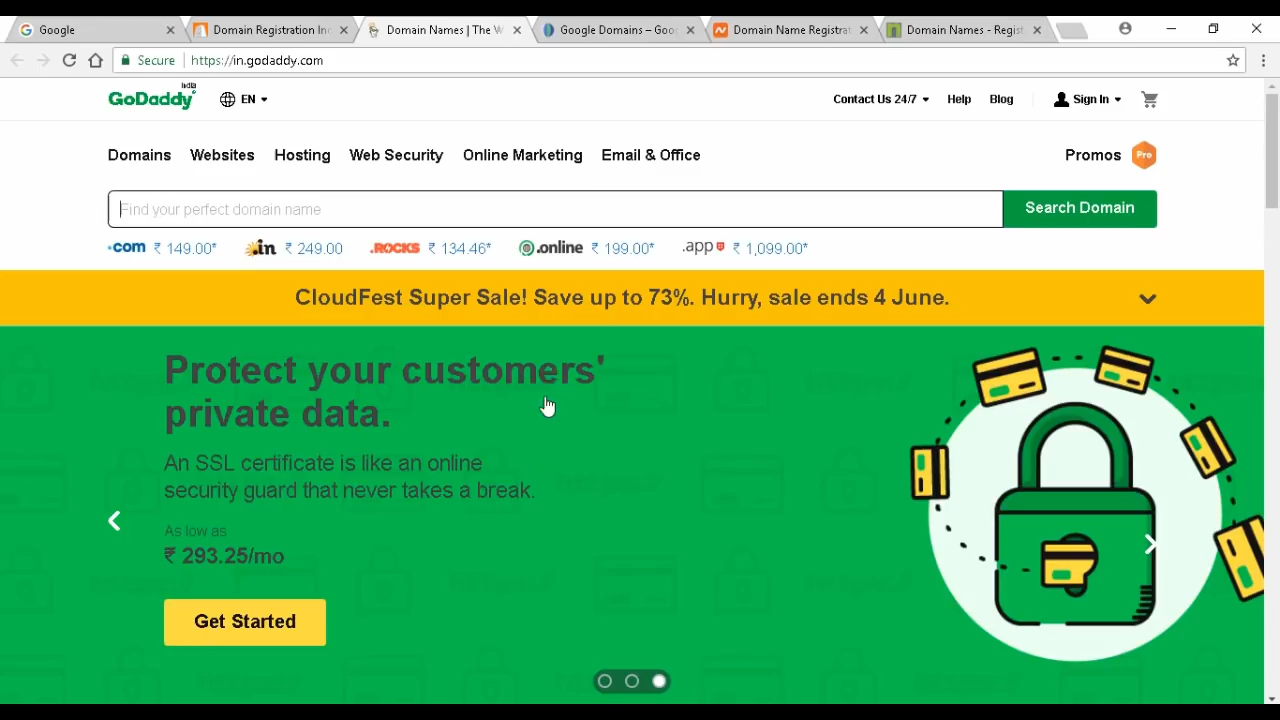 Google
Domain Registration Inc
Domain Names | The W
Google Domains – Goo
Domain Name Registrat
Domain Names - Regist
Secure https://in.godaddy.com
GoDaddy India EN
Contact Us 24/7 Help Blog Sign In
Domains Websites Hosting Web Security Online Marketing Email & Office
Promos Pro
Find your perfect domain name Search Domain
.com ₹ 149.00* .in ₹ 249.00 .ROCKS ₹ 134.46* .online ₹ 199.00* .app ₹ 1,099.00*
CloudFest Super Sale! Save up to 73%. Hurry, sale ends 4 June.
Protect your customers'
private data.
An SSL certificate is like an online
security guard that never takes a break.
As low as
₹ 293.25/mo
Get Started